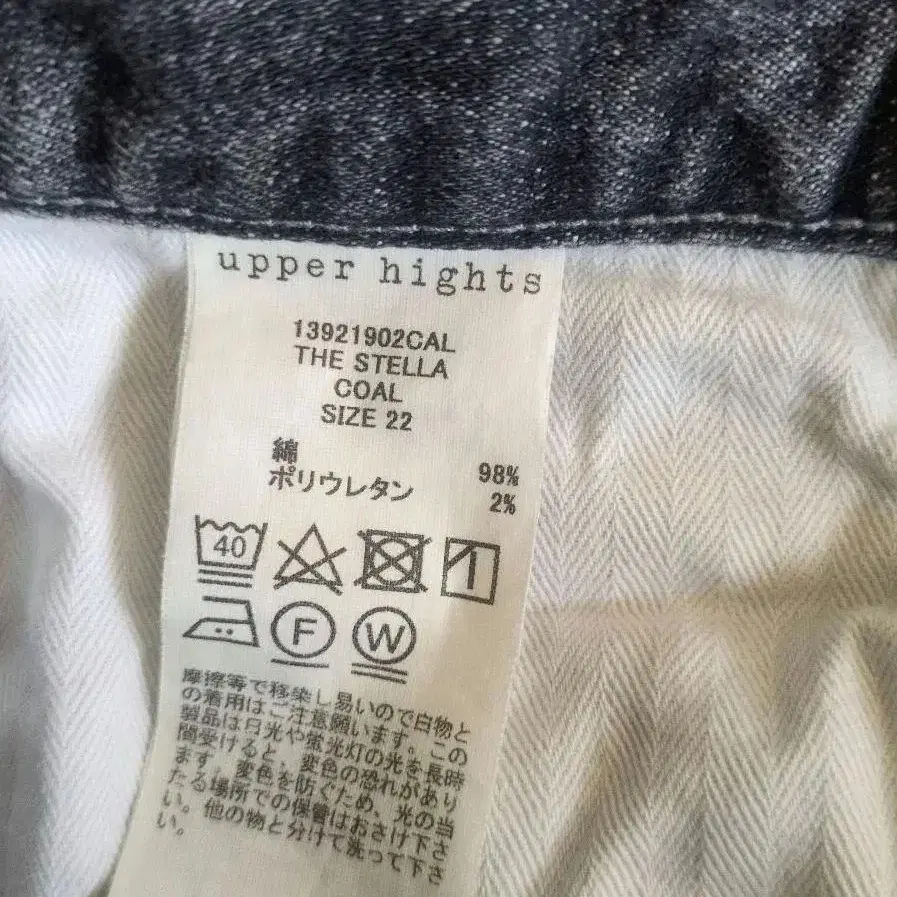 upper hights
13921902CAL
THE STELLA
COAL
SIZE 22
綿 98%
ポリウレタン 2%
40
F W
摩擦等で移染し易いので白物と
の着用はご注意願います。この
製品は日光や蛍光灯の光を長時
間受けると、変色の恐れがあり
ます。変色を防ぐため、光の当
たる場所での保管はおさけ下さ
い。他の物と分けて洗って下さ
い。